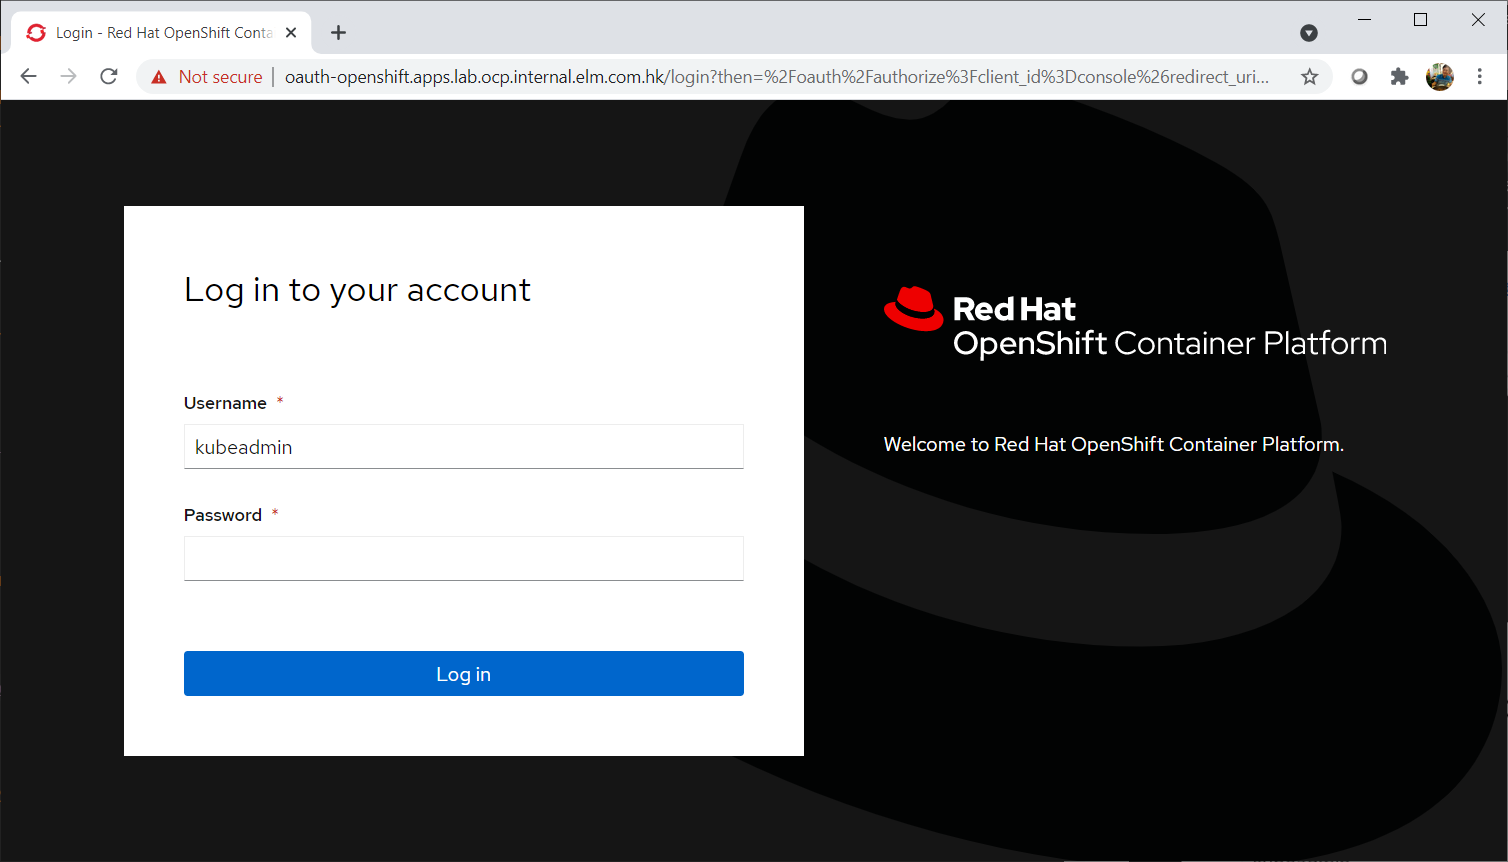 Login - Red Hat OpenShift Conta
Not secure
oauth-openshift.apps.lab.ocp.internal.elm.com.hk/login?then=%2Foauth%2Fauthorize%3Fclient_id%3Dconsole%26redirect_uri...
Log in to your account
Username *
kubeadmin
Password *
Log in
Red Hat
OpenShift Container Platform
Welcome to Red Hat OpenShift Container Platform.